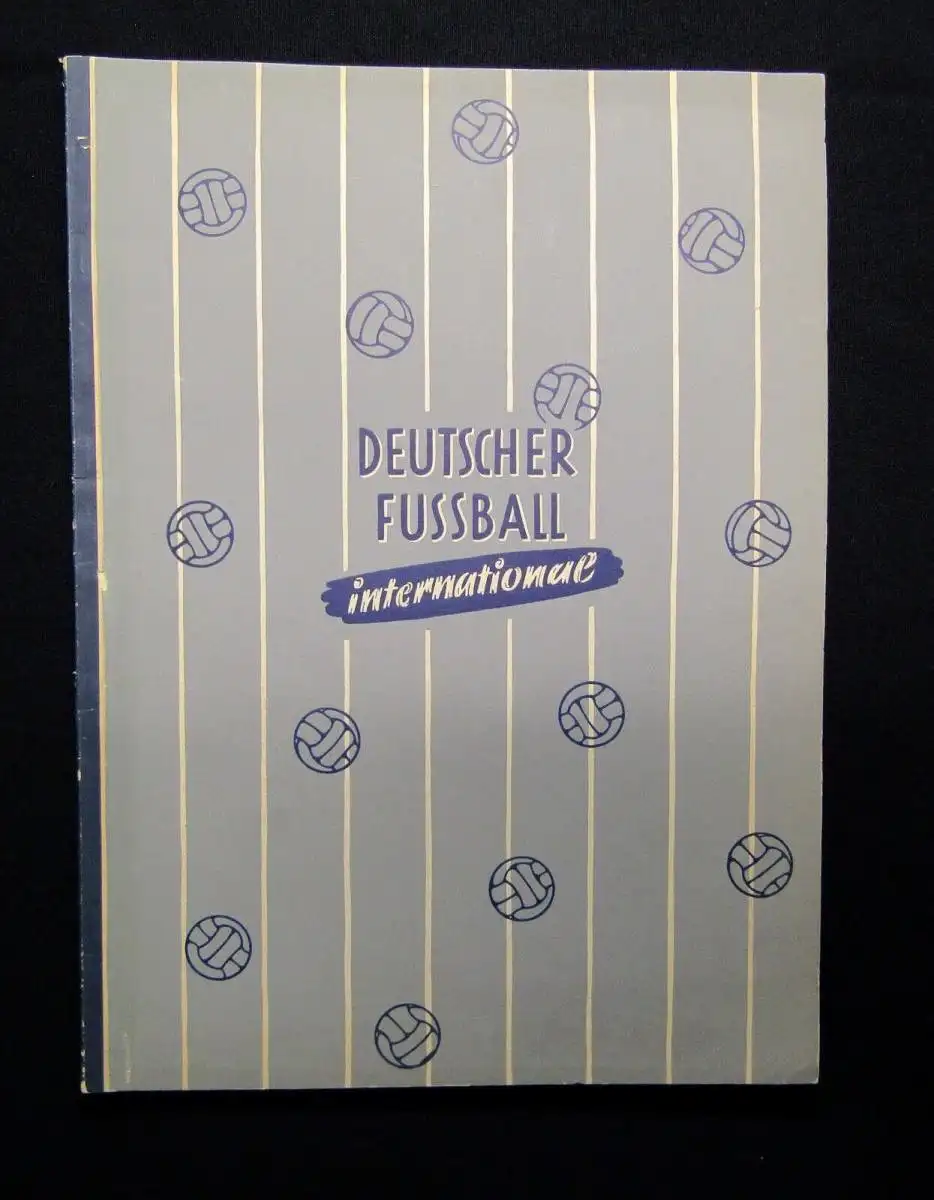 DEUTSCHER
FUSSBALL
international